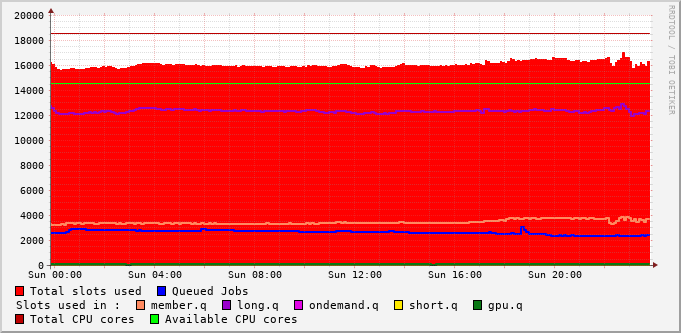 20000
18000
16000
14000
12000
10000
8000
6000
4000
2000
0
Sun 00:00 Sun 04:00 Sun 08:00 Sun 12:00 Sun 16:00 Sun 20:00
RRDTOOL / TOBI OETIKER
Total slots used Queued Jobs
Slots used in : member.q long.q ondemand.q short.q gpu.q
Total CPU cores Available CPU cores